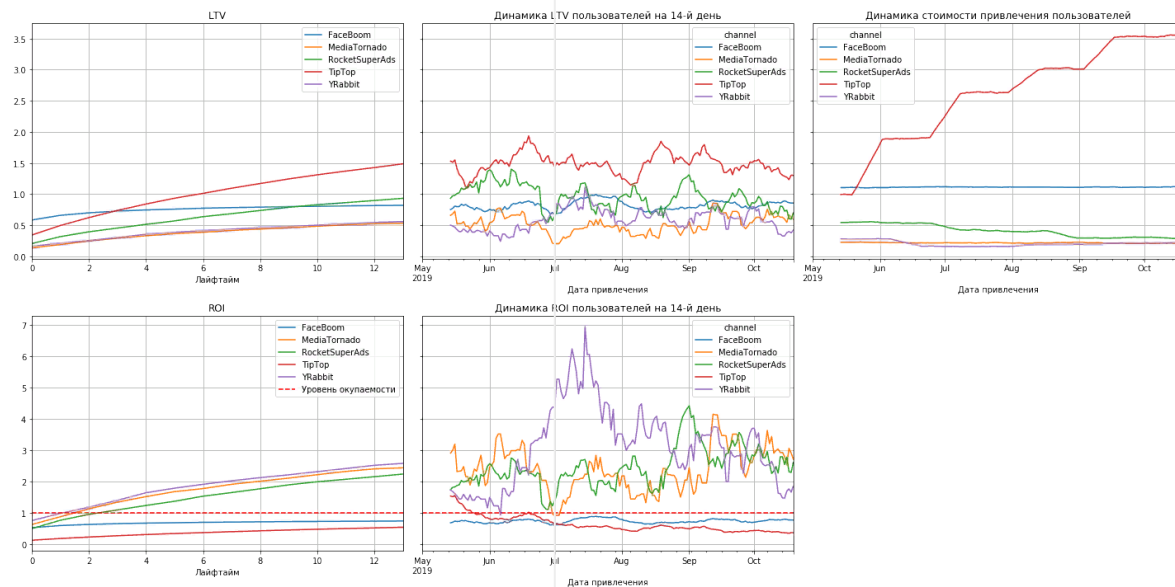 LTV
3.5
3.0
2.5
2.0
1.5
1.0
0.5
0.0
FaceBoom
MediaTornado
RocketSuperAds
TipTop
YRabbit
0
2
4
6
8
10
12
Лайфтайм
Динамика LTV пользователей на 14-й день
channel
FaceBoom
MediaTornado
RocketSuperAds
TipTop
YRabbit
May
2019
Jun
Jul
Aug
Sep
Oct
Дата привлечения
Динамика стоимости привлечения пользователей
channel
FaceBoom
MediaTornado
RocketSuperAds
TipTop
YRabbit
May
2019
Jun
Jul
Aug
Sep
Oct
Дата привлечения
ROI
7
6
5
4
3
2
1
0
FaceBoom
MediaTornado
RocketSuperAds
TipTop
YRabbit
Уровень окупаемости
0
2
4
6
8
10
12
Лайфтайм
Динамика ROI пользователей на 14-й день
channel
FaceBoom
MediaTornado
RocketSuperAds
TipTop
YRabbit
May
2019
Jun
Jul
Aug
Sep
Oct
Дата привлечения